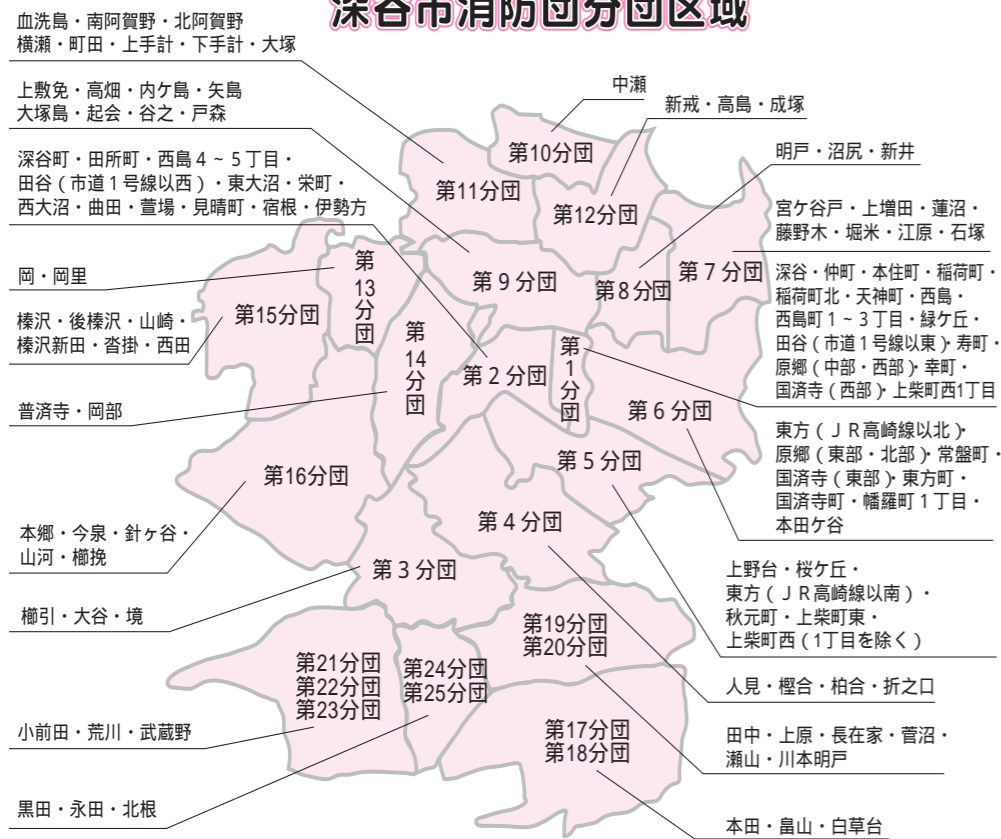 深谷市消防団分団区域
血洗島・南阿賀野・北阿賀野
横瀬・町田・上手計・下手計・大塚
上敷免・高畑・内ケ島・矢島
大塚島・起会・谷之・戸森
深谷町・田所町・西島４～５丁目・
田谷（市道１号線以西）・東大沼・栄町・
西大沼・曲田・萱場・見晴町・宿根・伊勢方
岡・岡里
榛沢・後榛沢・山崎・
榛沢新田・沓掛・西田
普済寺・岡部
本郷・今泉・針ヶ谷・
山河・櫛挽
櫛引・大谷・境
小前田・荒川・武蔵野
黒田・永田・北根
中瀬
新戒・高島・成塚
明戸・沼尻・新井
宮ケ谷戸・上増田・蓮沼・
藤野木・堀米・江原・石塚
深谷・仲町・本住町・稲荷町・
稲荷町北・天神町・西島・
西島町１～３丁目・緑ケ丘・
田谷（市道１号線以東）・寿町・
原郷（中部・西部）・幸町・
国済寺（西部）・上柴町西1丁目
東方（ＪＲ高崎線以北）・
原郷（東部・北部）・常盤町・
国済寺（東部）・東方町・
国済寺町・幡羅町１丁目・
本田ケ谷
上野台・桜ケ丘・
東方（ＪＲ高崎線以南）・
秋元町・上柴町東・
上柴町西（1丁目を除く）
人見・樫合・柏合・折之口
田中・上原・長在家・菅沼・
瀬山・川本明戸
本田・畠山・白草台
第10分団
第11分団
第12分団
第13分団
第９分団
第８分団
第７分団
第15分団
第14分団
第２分団
第１分団
第６分団
第５分団
第16分団
第４分団
第３分団
第19分団
第20分団
第21分団
第22分団
第23分団
第24分団
第25分団
第17分団
第18分団